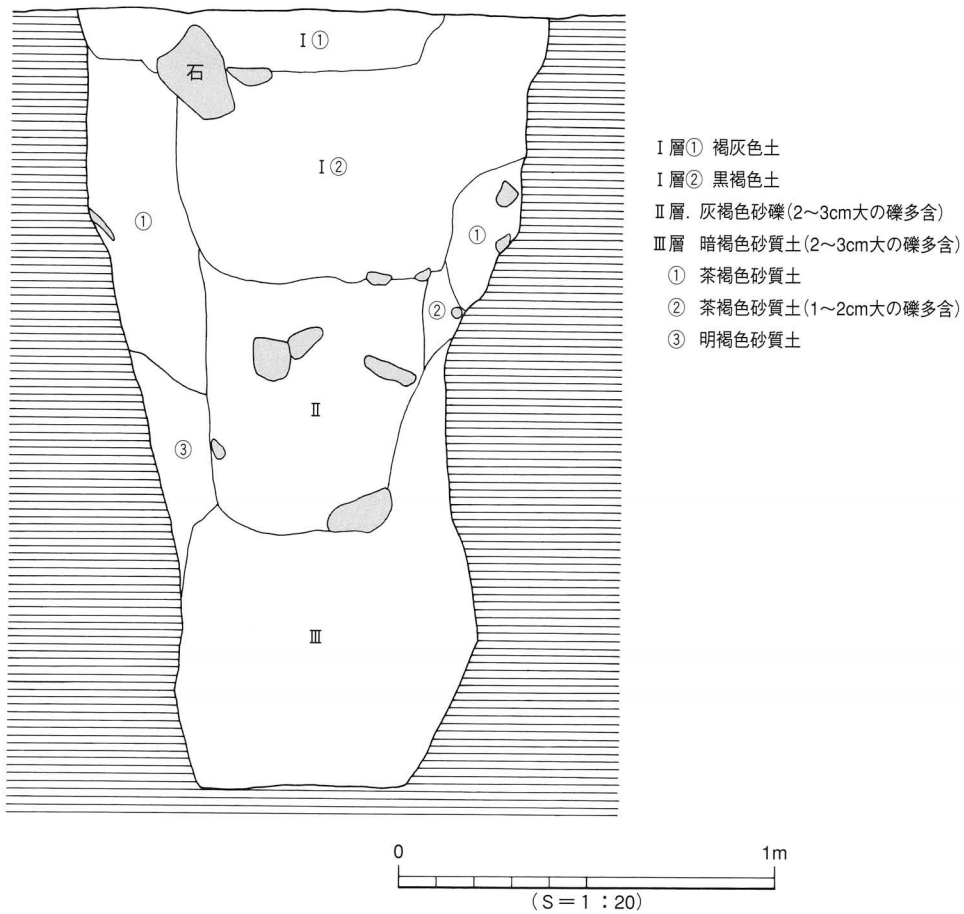 Ⅰ①
石
Ⅰ②
①
①
②
Ⅱ
③
Ⅲ
Ⅰ層① 褐灰色土
Ⅰ層② 黒褐色土
Ⅱ層. 灰褐色砂礫(2〜3cm大の礫多含)
Ⅲ層 暗褐色砂質土(2〜3cm大の礫多含)
① 茶褐色砂質土
② 茶褐色砂質土(1〜2cm大の礫多含)
③ 明褐色砂質土
0 1m
(S=1:20)